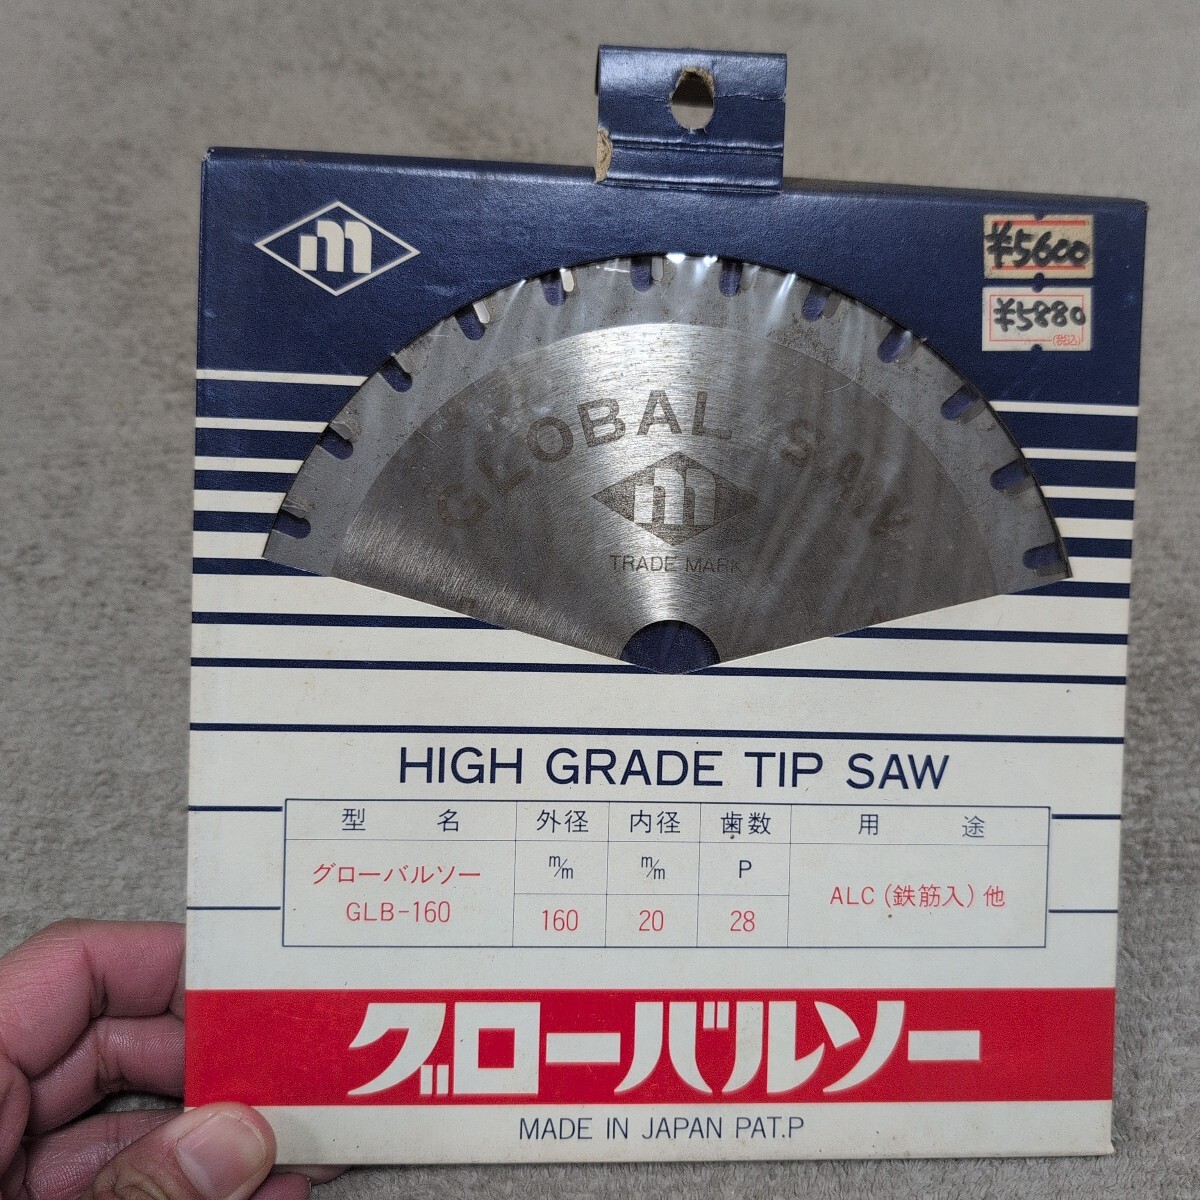 m
¥5600
¥5880
(税込)
GLOBAL SAW
m
TRADE MARK
HIGH GRADE TIP SAW
型名 外径 内径 歯数 用途
m/m m/m P
グローバルソー
GLB-160 160 20 28 ALC(鉄筋入)他
グローバルソー
MADE IN JAPAN PAT.P